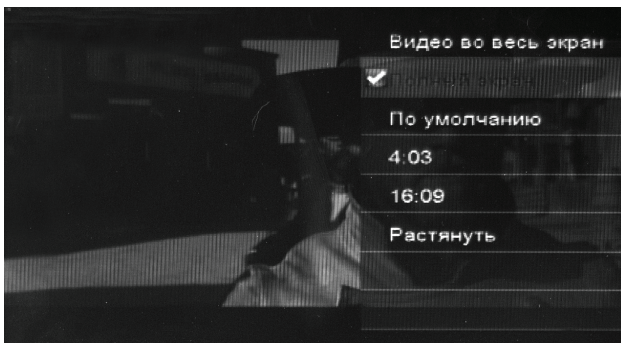 Видео во весь экран
Полный экран
По умолчанию
4:03
16:09
Растянуть